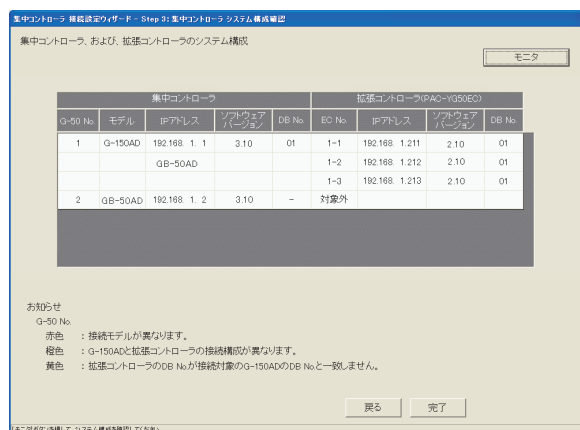 集中コントローラ 接続設定ウィザード - Step 3: 集中コントローラ システム構成確認
集中コントローラ、および、拡張コントローラのシステム構成
モニタ
集中コントローラ 拡張コントローラ(PAC-YG50EC)
G-50 No. モデル IPアドレス ソフトウェアバージョン DB No. EC No. IPアドレス ソフトウェアバージョン DB No.
1 G-150AD 192.168. 1. 1 3.10 01 1-1 192.168. 1.211 2.10 01
GB-50AD 1-2 192.168. 1.212 2.10 01
1-3 192.168. 1.213 2.10 01
2 GB-50AD 192.168. 1. 2 3.10 - 対象外
お知らせ
G-50 No.
赤色 : 接続モデルが異なります。
橙色 : G-150ADと拡張コントローラの接続構成が異なります。
黄色 : 拡張コントローラのDB No.が接続対象のG-150ADのDB No.と一致しません。
戻る 完了